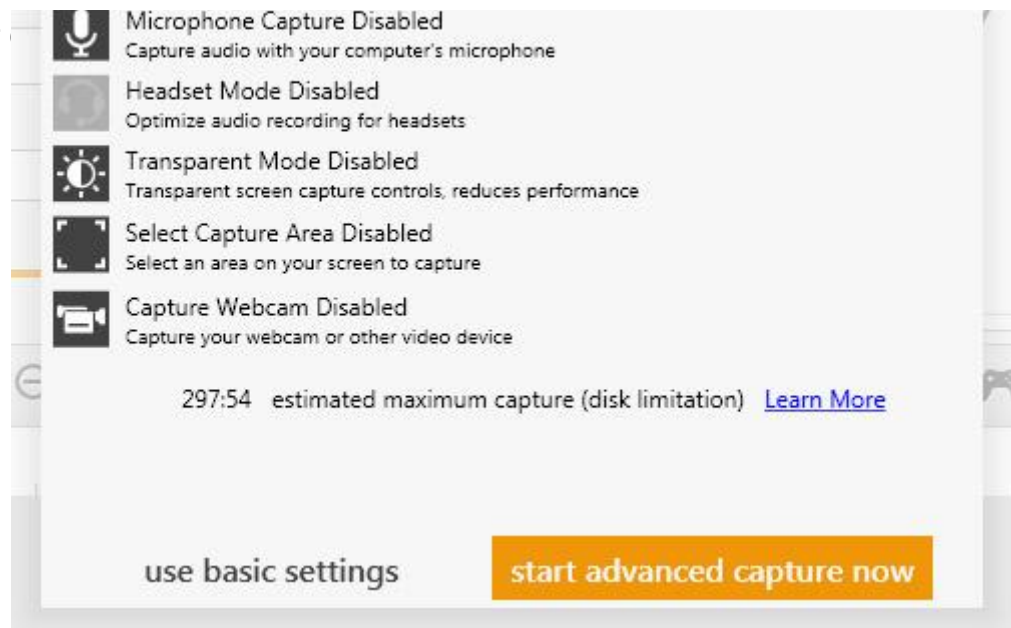 Microphone Capture Disabled
Capture audio with your computer's microphone
Headset Mode Disabled
Optimize audio recording for headsets
Transparent Mode Disabled
Transparent screen capture controls, reduces performance
Select Capture Area Disabled
Select an area on your screen to capture
Capture Webcam Disabled
Capture your webcam or other video device
297:54 estimated maximum capture (disk limitation) Learn More
use basic settings start advanced capture now